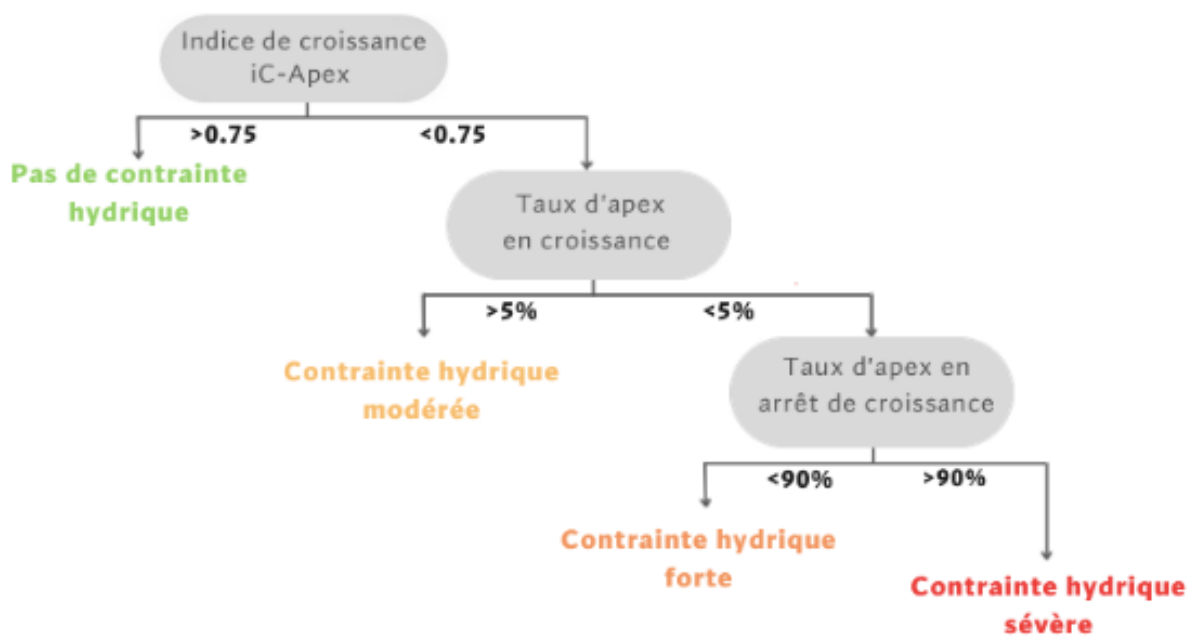 Indice de croissance
iC-Apex
>0.75
<0.75
Pas de contrainte
hydrique
Taux d'apex
en croissance
>5%
<5%
Contrainte hydrique
modérée
Taux d'apex en
arrêt de croissance
<90%
>90%
Contrainte hydrique
forte
Contrainte hydrique
sévère